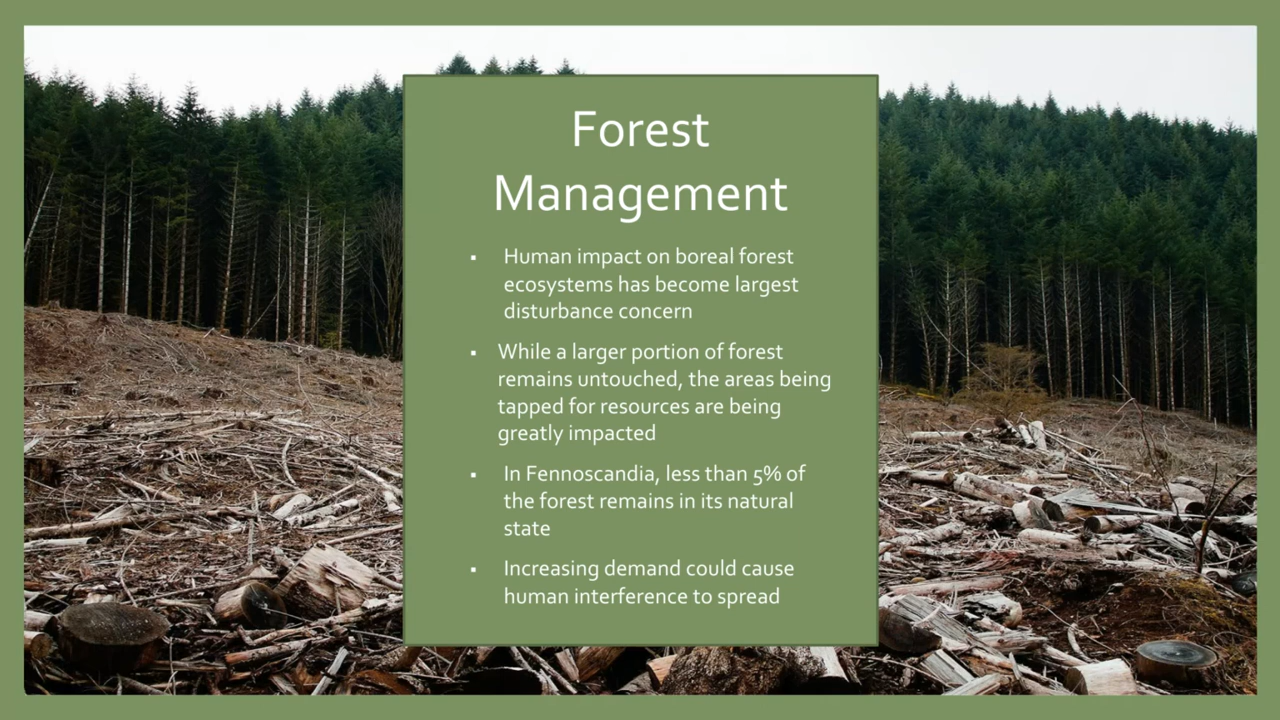 Forest
Management
▪ Human impact on boreal forest
ecosystems has become largest
disturbance concern
▪ While a larger portion of forest
remains untouched, the areas being
tapped for resources are being
greatly impacted
▪ In Fennoscandia, less than 5% of
the forest remains in its natural
state
▪ Increasing demand could cause
human interference to spread